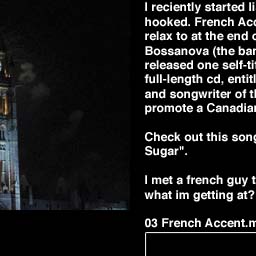 I recently started li
hooked. French Acc
relax to at the end o
Bossanova (the ban
released one self-tit
full-length cd, entitl
and songwriter of th
promote a Canadian
Check out this song
Sugar".
I met a french guy t
what im getting at?
03 French Accent.m